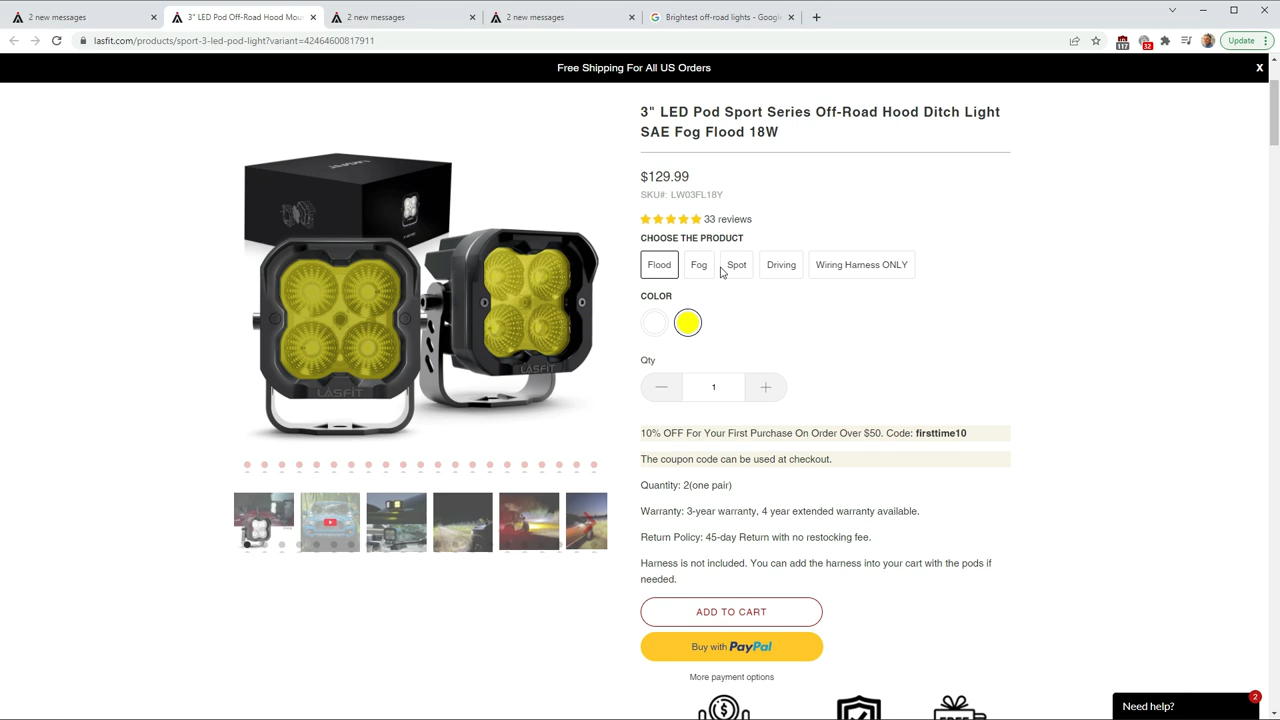 2 new messages
3" LED Pod Off-Road Hood Mou
2 new messages
2 new messages
Brightest off-road lights - Google
lasfit.com/products/sport-3-led-pod-light?variant=42464600817911
117
32
Update
Free Shipping For All US Orders
X
3" LED Pod Sport Series Off-Road Hood Ditch Light
SAE Fog Flood 18W
$129.99
SKU#: LW03FL18Y
33 reviews
CHOOSE THE PRODUCT
Flood
Fog
Spot
Driving
Wiring Harness ONLY
COLOR
Qty
1
10% OFF For Your First Purchase On Order Over $50. Code: firsttime10
The coupon code can be used at checkout.
Quantity: 2(one pair)
Warranty: 3-year warranty, 4 year extended warranty available.
Return Policy: 45-day Return with no restocking fee.
Harness is not included. You can add the harness into your cart with the pods if
needed.
ADD TO CART
Buy with PayPal
More payment options
FREE
Need help?
2
LASFIT
LASFIT